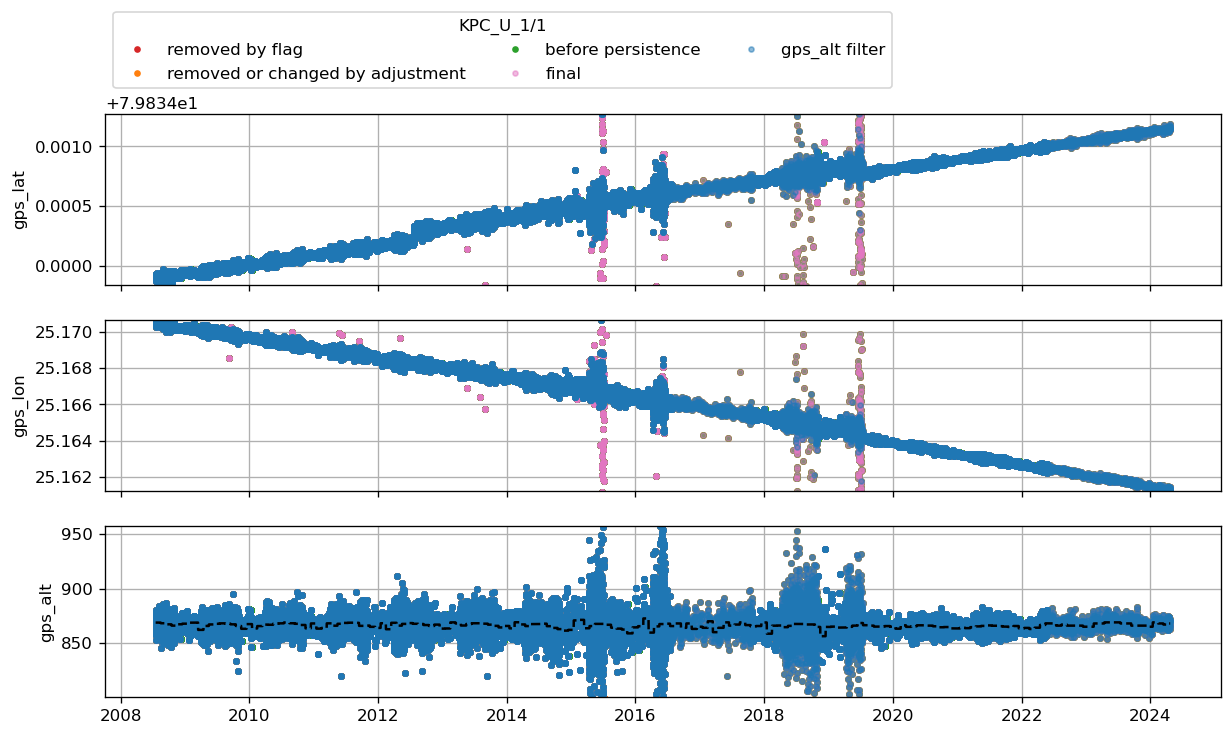 KPC_U_1/1
removed by flag
before persistence
gps_alt filter
removed or changed by adjustment
final
+7.9834e1
0.0010
0.0005
0.0000
gps_lat
25.170
25.168
25.166
25.164
25.162
gps_lon
950
900
850
gps_alt
2008
2010
2012
2014
2016
2018
2020
2022
2024